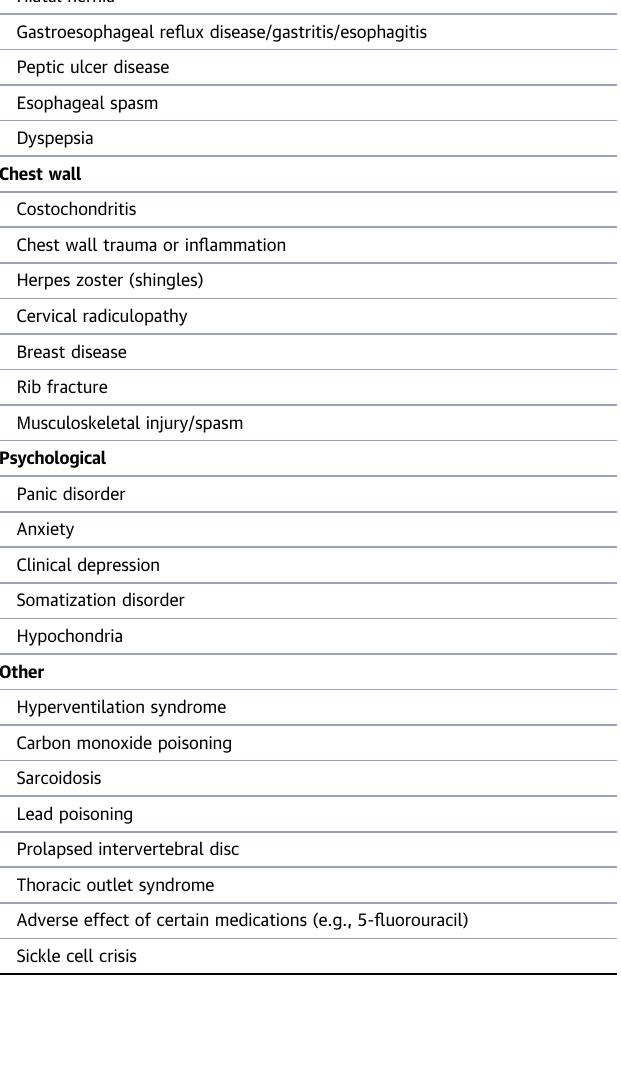 Gastroesophageal reflux disease/gastritis/esophagitis
Peptic ulcer disease
Esophageal spasm
Dyspepsia
Chest wall
Costochondritis
Chest wall trauma or inflammation
Herpes zoster (shingles)
Cervical radiculopathy
Breast disease
Rib fracture
Musculoskeletal injury/spasm
Psychological
Panic disorder
Anxiety
Clinical depression
Somatization disorder
Hypochondria
Other
Hyperventilation syndrome
Carbon monoxide poisoning
Sarcoidosis
Lead poisoning
Prolapsed intervertebral disc
Thoracic outlet syndrome
Adverse effect of certain medications (e.g., 5-fluorouracil)
Sickle cell crisis